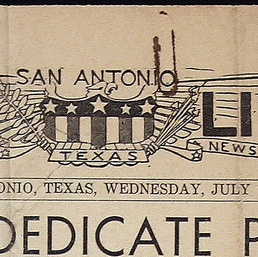 SAN ANTONIO
LI
TEXAS
NEWS
ONIO, TEXAS, WEDNESDAY, JULY
DEDICATE P